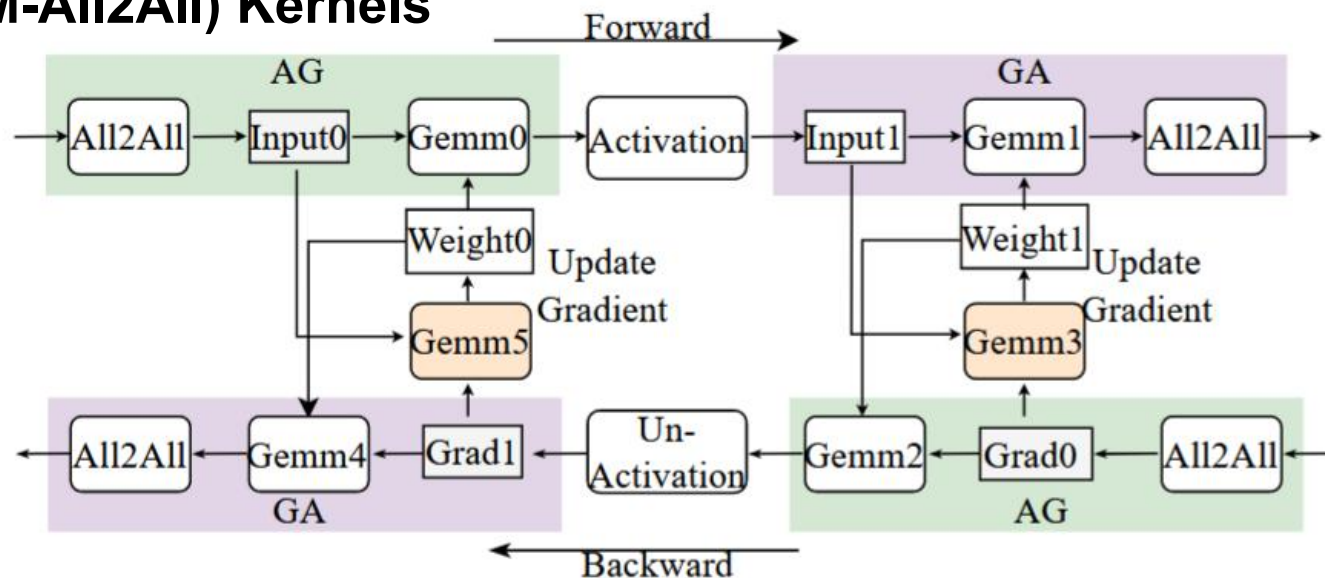 M-All2All) Kernels
Forward
AG
GA
All2All
Input0
Gemm0
Activation
Input1
Gemm1
All2All
Weight0
Update
Gradient
Weight1
Update
Gradient
Gemm5
Gemm3
All2All
Gemm4
Grad1
Un-
Activation
Gemm2
Grad0
All2All
GA
AG
Backward